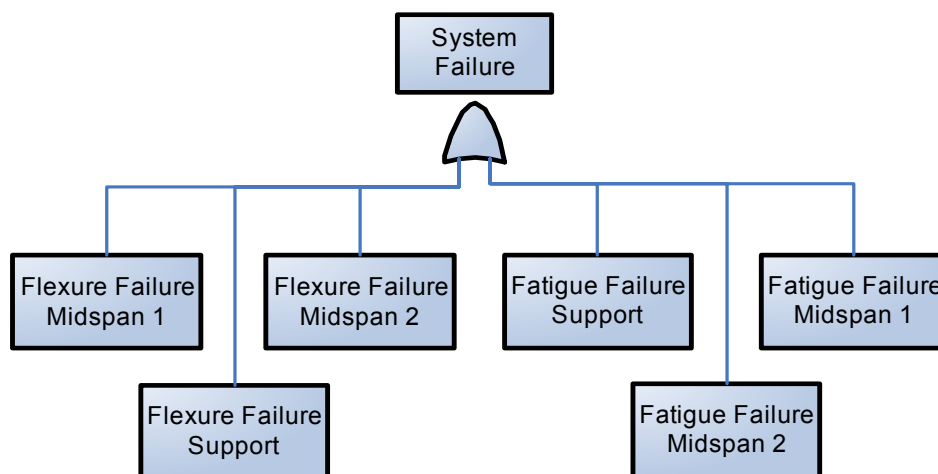 System
Failure
Flexure Failure
Midspan 1
Flexure Failure
Midspan 2
Fatigue Failure
Support
Fatigue Failure
Midspan 1
Flexure Failure
Support
Fatigue Failure
Midspan 2